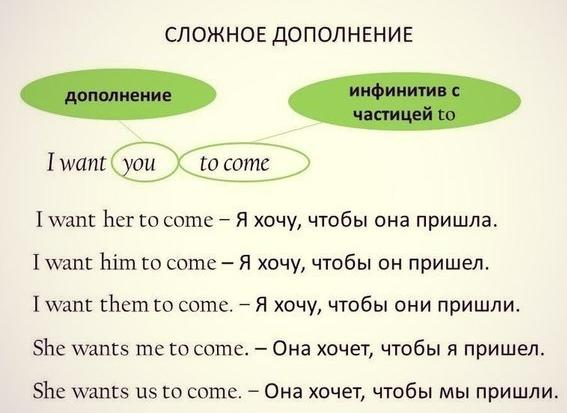 СЛОЖНОЕ ДОПОЛНЕНИЕ
дополнение
инфинитив с
частицей to
I want you to come
I want her to come – Я хочу, чтобы она пришла.
I want him to come – Я хочу, чтобы он пришел.
I want them to come. – Я хочу, чтобы они пришли.
She wants me to come. – Она хочет, чтобы я пришел.
She wants us to come. – Она хочет, чтобы мы пришли.